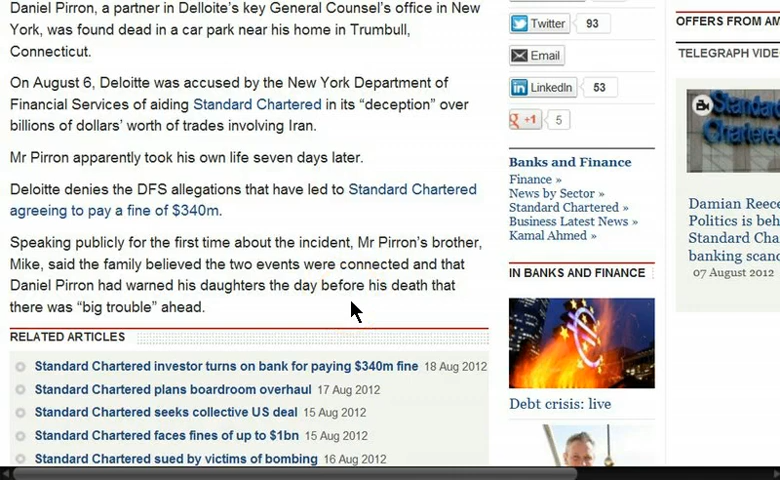 Daniel Pirron, a partner in Delloite's key General Counsel's office in New
York, was found dead in a car park near his home in Trumbull,
Connecticut.
On August 6, Deloitte was accused by the New York Department of
Financial Services of aiding Standard Chartered in its “deception” over
billions of dollars' worth of trades involving Iran.
Mr Pirron apparently took his own life seven days later.
Deloitte denies the DFS allegations that have led to Standard Chartered
agreeing to pay a fine of $340m.
Speaking publicly for the first time about the incident, Mr Pirron's brother,
Mike, said the family believed the two events were connected and that
Daniel Pirron had warned his daughters the day before his death that
there was “big trouble” ahead.
RELATED ARTICLES
Standard Chartered investor turns on bank for paying $340m fine 18 Aug 2012
Standard Chartered plans boardroom overhaul 17 Aug 2012
Standard Chartered seeks collective US deal 15 Aug 2012
Standard Chartered faces fines of up to $1bn 15 Aug 2012
Standard Chartered sued by victims of bombing 16 Aug 2012
Twitter 93
Email
LinkedIn 53
g +1 5
Banks and Finance
Finance »
News by Sector »
Standard Chartered »
Business Latest News »
Kamal Ahmed »
IN BANKS AND FINANCE
Debt crisis: live
OFFERS FROM AM
TELEGRAPH VIDE
Standard
Chartered
Damian Reece
Politics is beh
Standard Cha
banking scand
07 August 2012